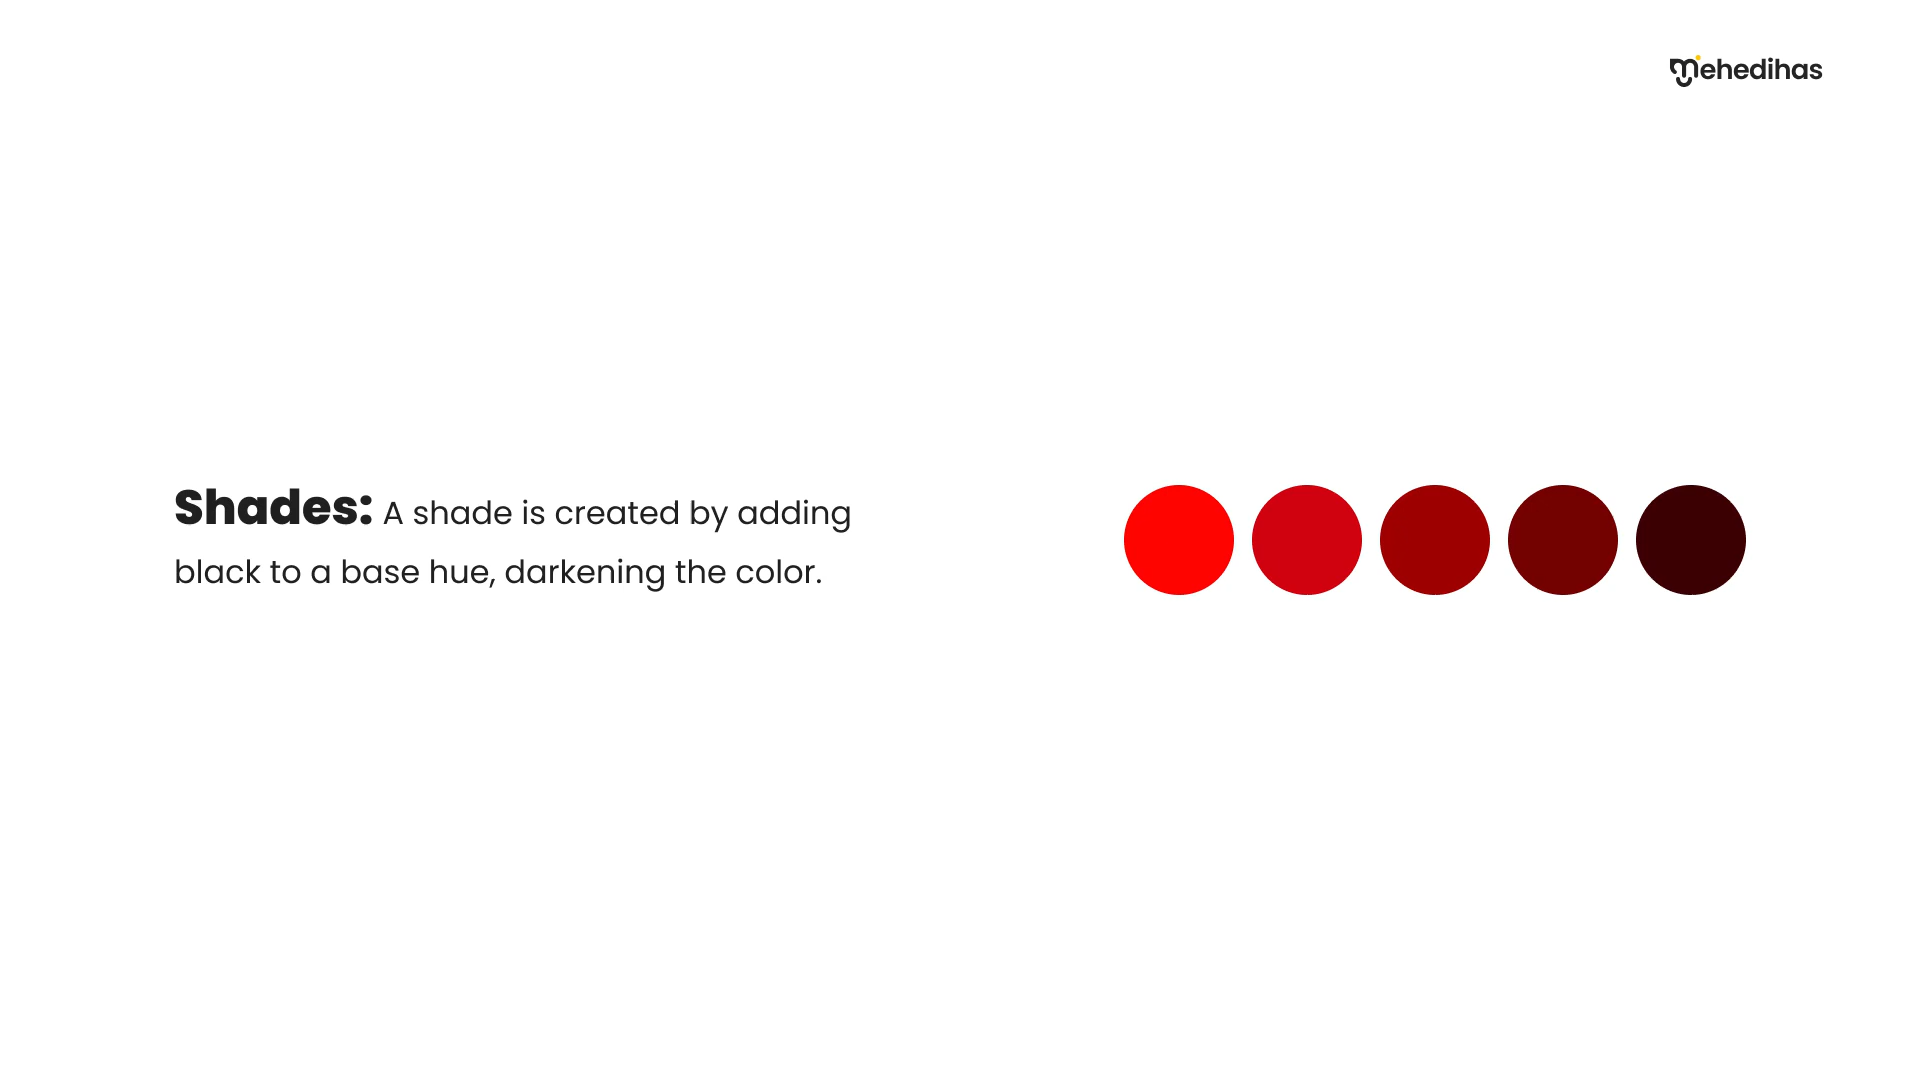 mehedihas
Shades: A shade is created by adding
black to a base hue, darkening the color.